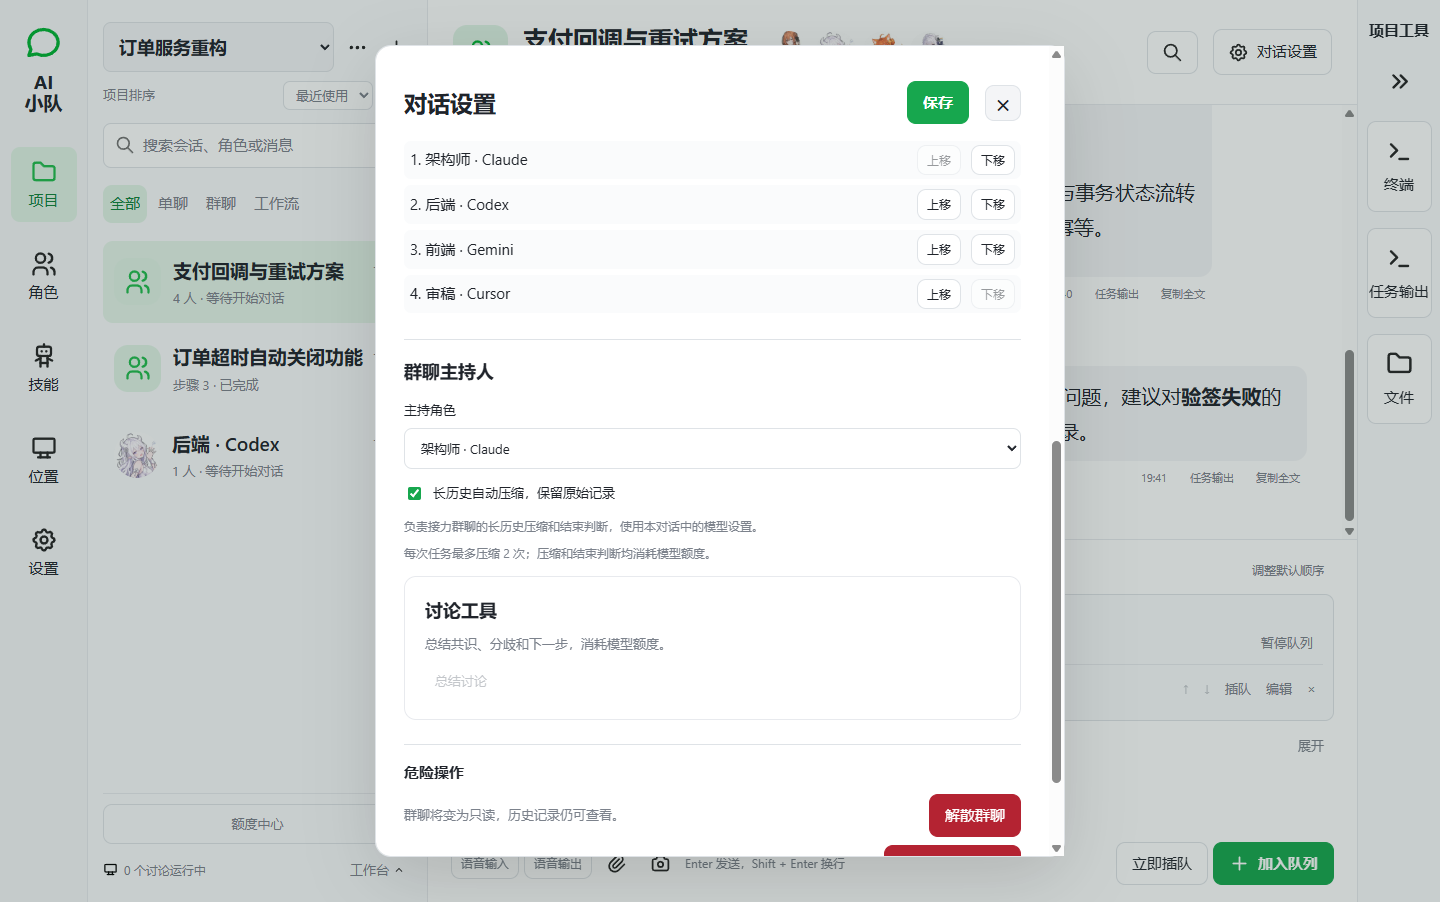 AI
小队
项目
角色
技能
位置
设置
订单服务重构
项目排序
最近使用
搜索会话、角色或消息
全部
单聊
群聊
工作流
支付回调与重试方案
4 人 · 等待开始对话
订单超时自动关闭功能
步骤 3 · 已完成
后端 · Codex
1 人 · 等待开始对话
额度中心
0 个讨论运行中
工作台
支付回调与重试方案
对话设置
与事务状态流转
幂等。
任务输出
复制全文
问题，建议对验签失败的
录。
19:41
任务输出
复制全文
调整默认顺序
暂停队列
↑ ↓ 插队 编辑 ×
展开
语音输入
语音输出
Enter 发送，Shift + Enter 换行
立即插队
加入队列
项目工具
终端
任务输出
文件
对话设置
保存
×
1. 架构师 · Claude
上移
下移
2. 后端 · Codex
上移
下移
3. 前端 · Gemini
上移
下移
4. 审稿 · Cursor
上移
下移
群聊主持人
主持角色
架构师 · Claude
长历史自动压缩，保留原始记录
负责接力群聊的长历史压缩和结束判断，使用本对话中的模型设置。
每次任务最多压缩 2 次；压缩和结束判断均消耗模型额度。
讨论工具
总结共识、分歧和下一步，消耗模型额度。
总结讨论
危险操作
群聊将变为只读，历史记录仍可查看。
解散群聊